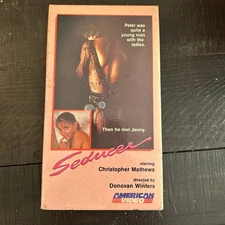 Peter was
quite a
young man
with the
ladies.
Then he met Jenny.
Seducer
starring
Christopher Mathews
directed by
Donovan Winters
AMERICAN
VIDEO